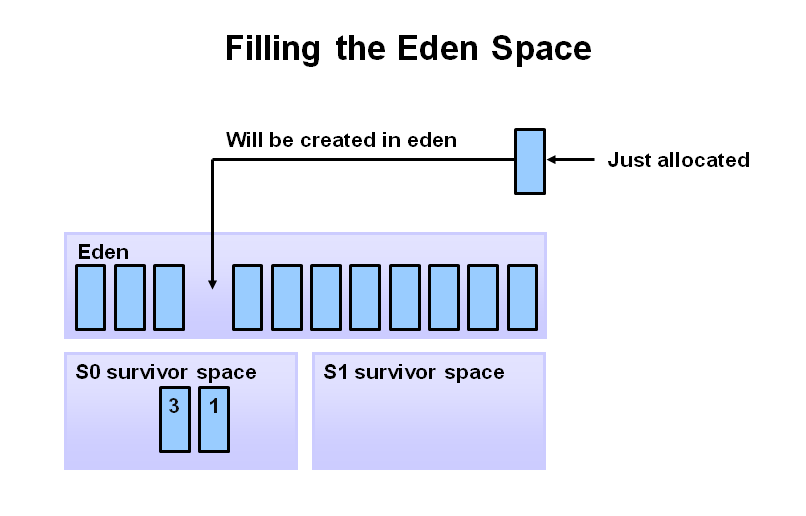 Filling the Eden Space
Will be created in eden
Just allocated
Eden
S0 survivor space
S1 survivor space
3 1